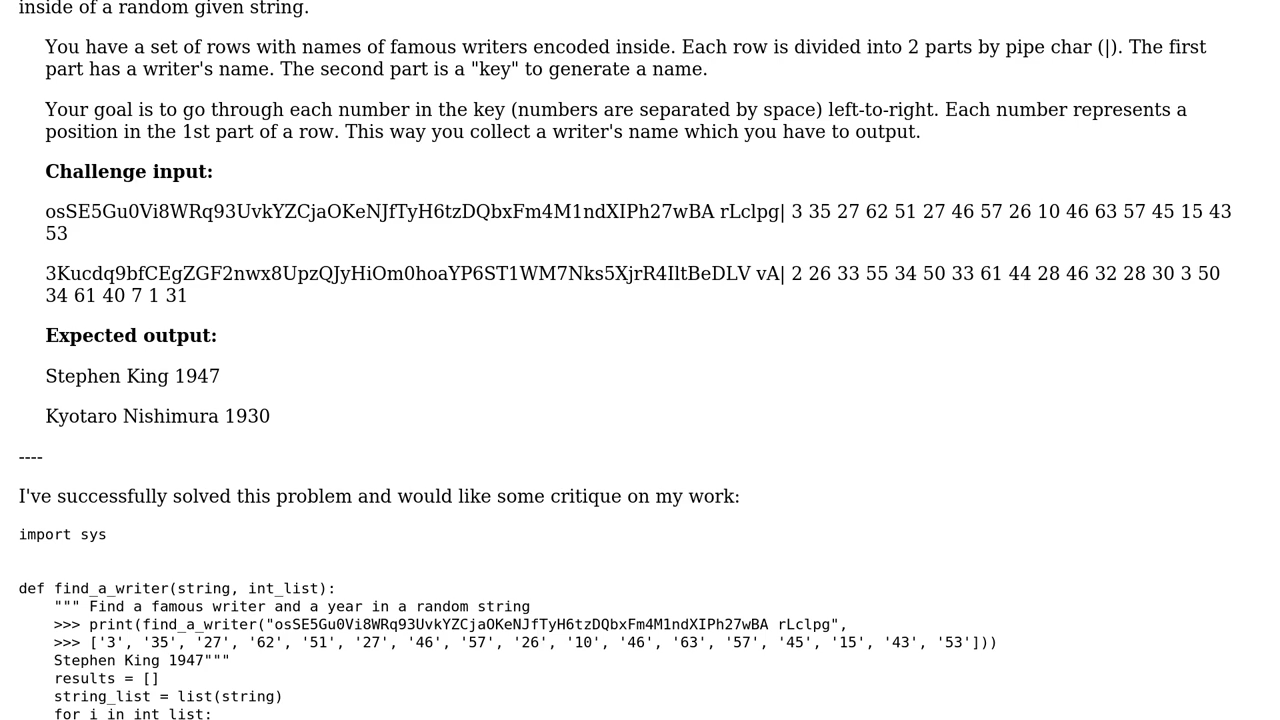 inside of a random given string.
You have a set of rows with names of famous writers encoded inside. Each row is divided into 2 parts by pipe char (|). The first
part has a writer's name. The second part is a "key" to generate a name.
Your goal is to go through each number in the key (numbers are separated by space) left-to-right. Each number represents a
position in the 1st part of a row. This way you collect a writer's name which you have to output.
Challenge input:
osSE5Gu0Vi8WRq93UvkYZCjaOKeNJfTyH6tzDQbxFm4M1ndXIPh27wBA rLclpg| 3 35 27 62 51 27 46 57 26 10 46 63 57 45 15 43
53
3Kucdq9bfCEgZGF2nwx8UpzQJyHiOm0hoaYP6ST1WM7Nks5XjrR4IltBeDLV vA| 2 26 33 55 34 50 33 61 44 28 46 32 28 30 3 50
34 61 40 7 1 31
Expected output:
Stephen King 1947
Kyotaro Nishimura 1930
----
I've successfully solved this problem and would like some critique on my work:
import sys
def find_a_writer(string, int_list):
""" Find a famous writer and a year in a random string
>>> print(find_a_writer("osSE5Gu0Vi8WRq93UvkYZCjaOKeNJfTyH6tzDQbxFm4M1ndXIPh27wBA rLclpg",
>>> ['3', '35', '27', '62', '51', '27', '46', '57', '26', '10', '46', '63', '57', '45', '15', '43', '53']))
Stephen King 1947"""
results = []
string_list = list(string)
for i in int_list: